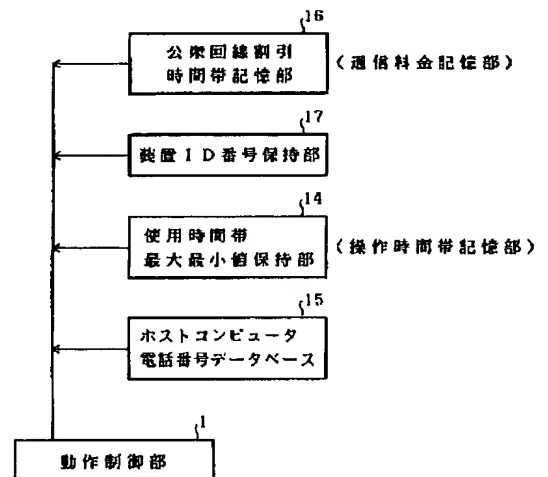 16
公衆回線割引
時間帯記憶部
(通信料金記憶部)
17
装置ID番号保持部
14
使用時間帯
最大最小値保持部
(操作時間帯記憶部)
15
ホストコンピュータ
電話番号データベース
1
動作制御部